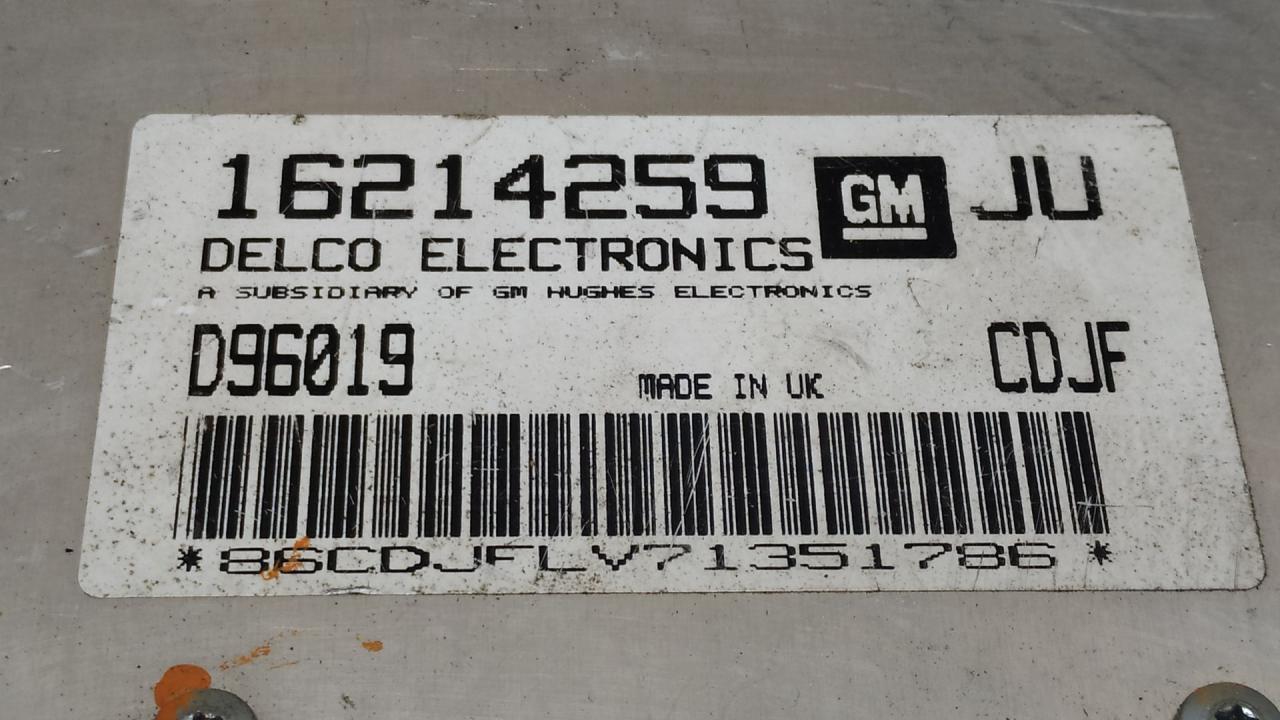 16214259 GM JU
DELCO ELECTRONICS
A SUBSIDIARY OF GM HUGHES ELECTRONICS
D96019 CDJF
MADE IN UK
*86CDJFLV71351786*